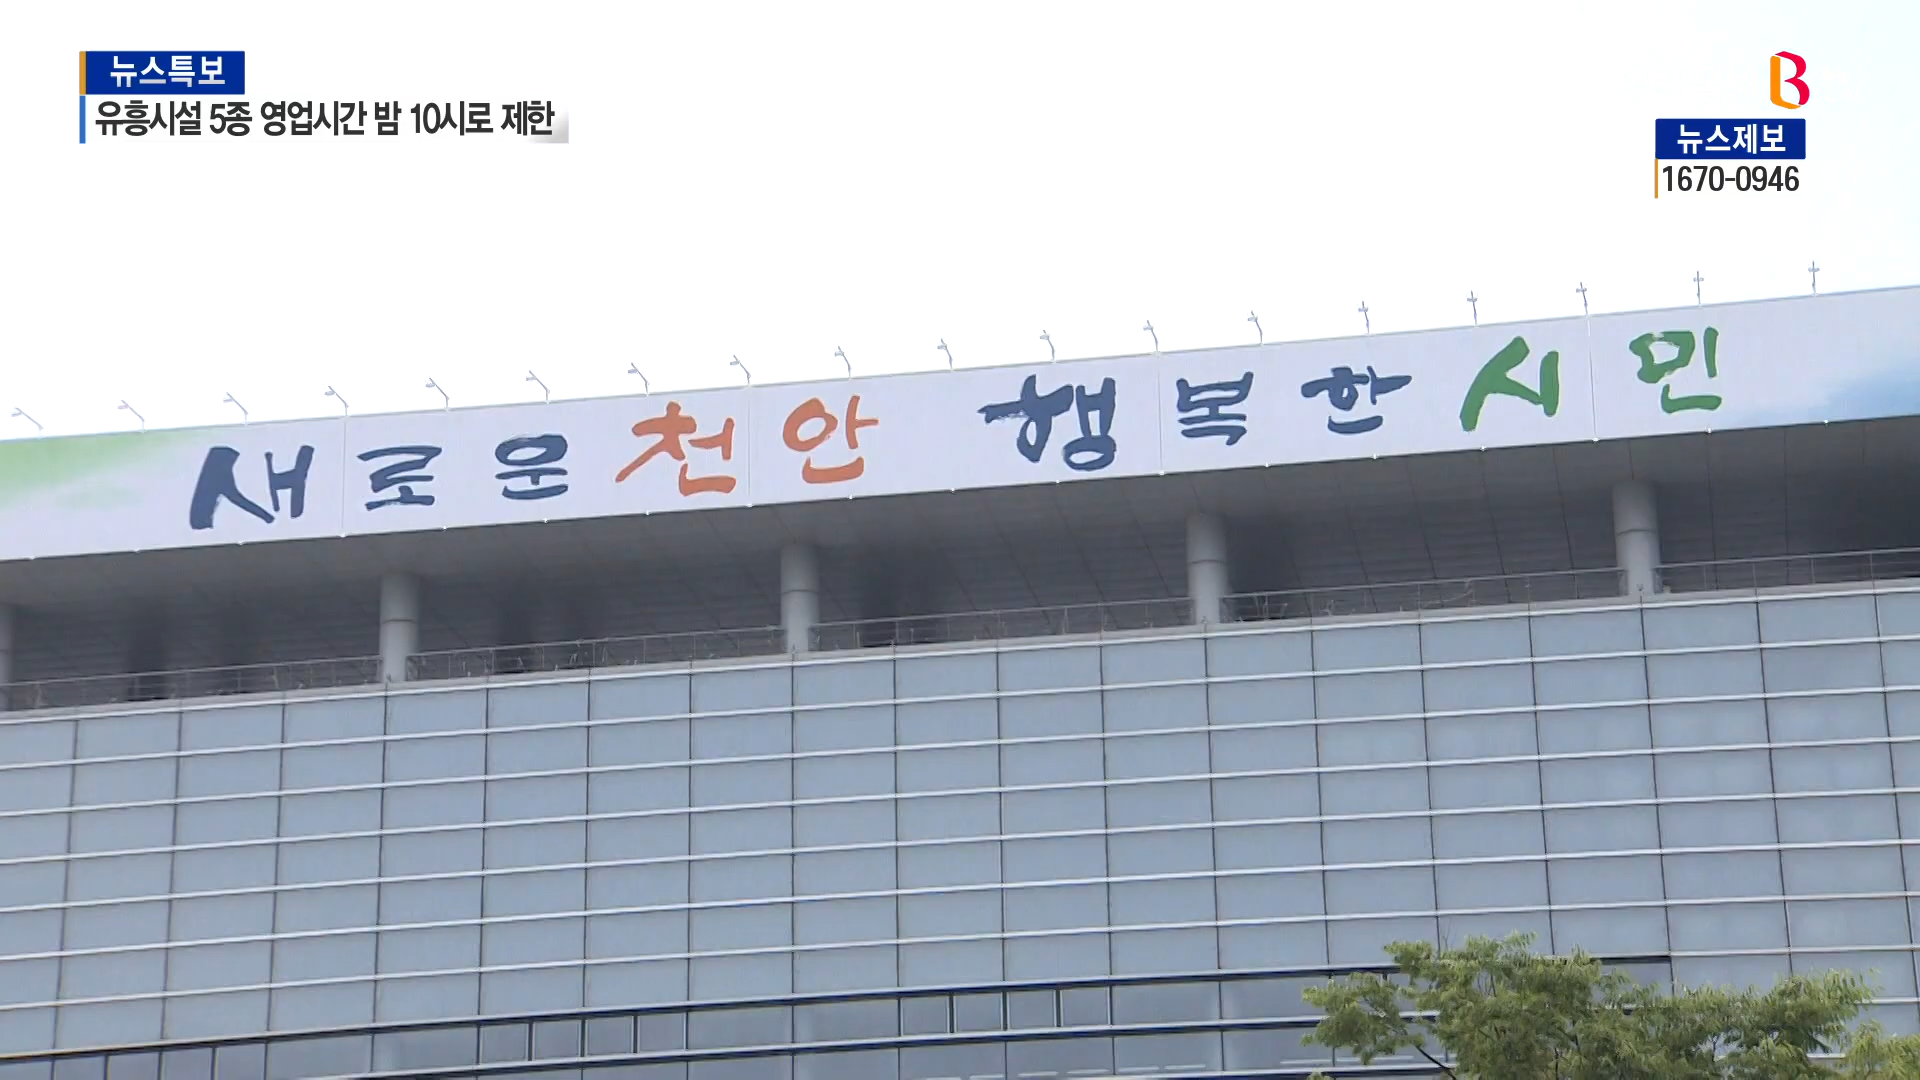 뉴스특보
유흥시설 5종 영업시간 밤 10시로 제한
B
뉴스제보
1670-0946
새로운 천안 행복한 시민